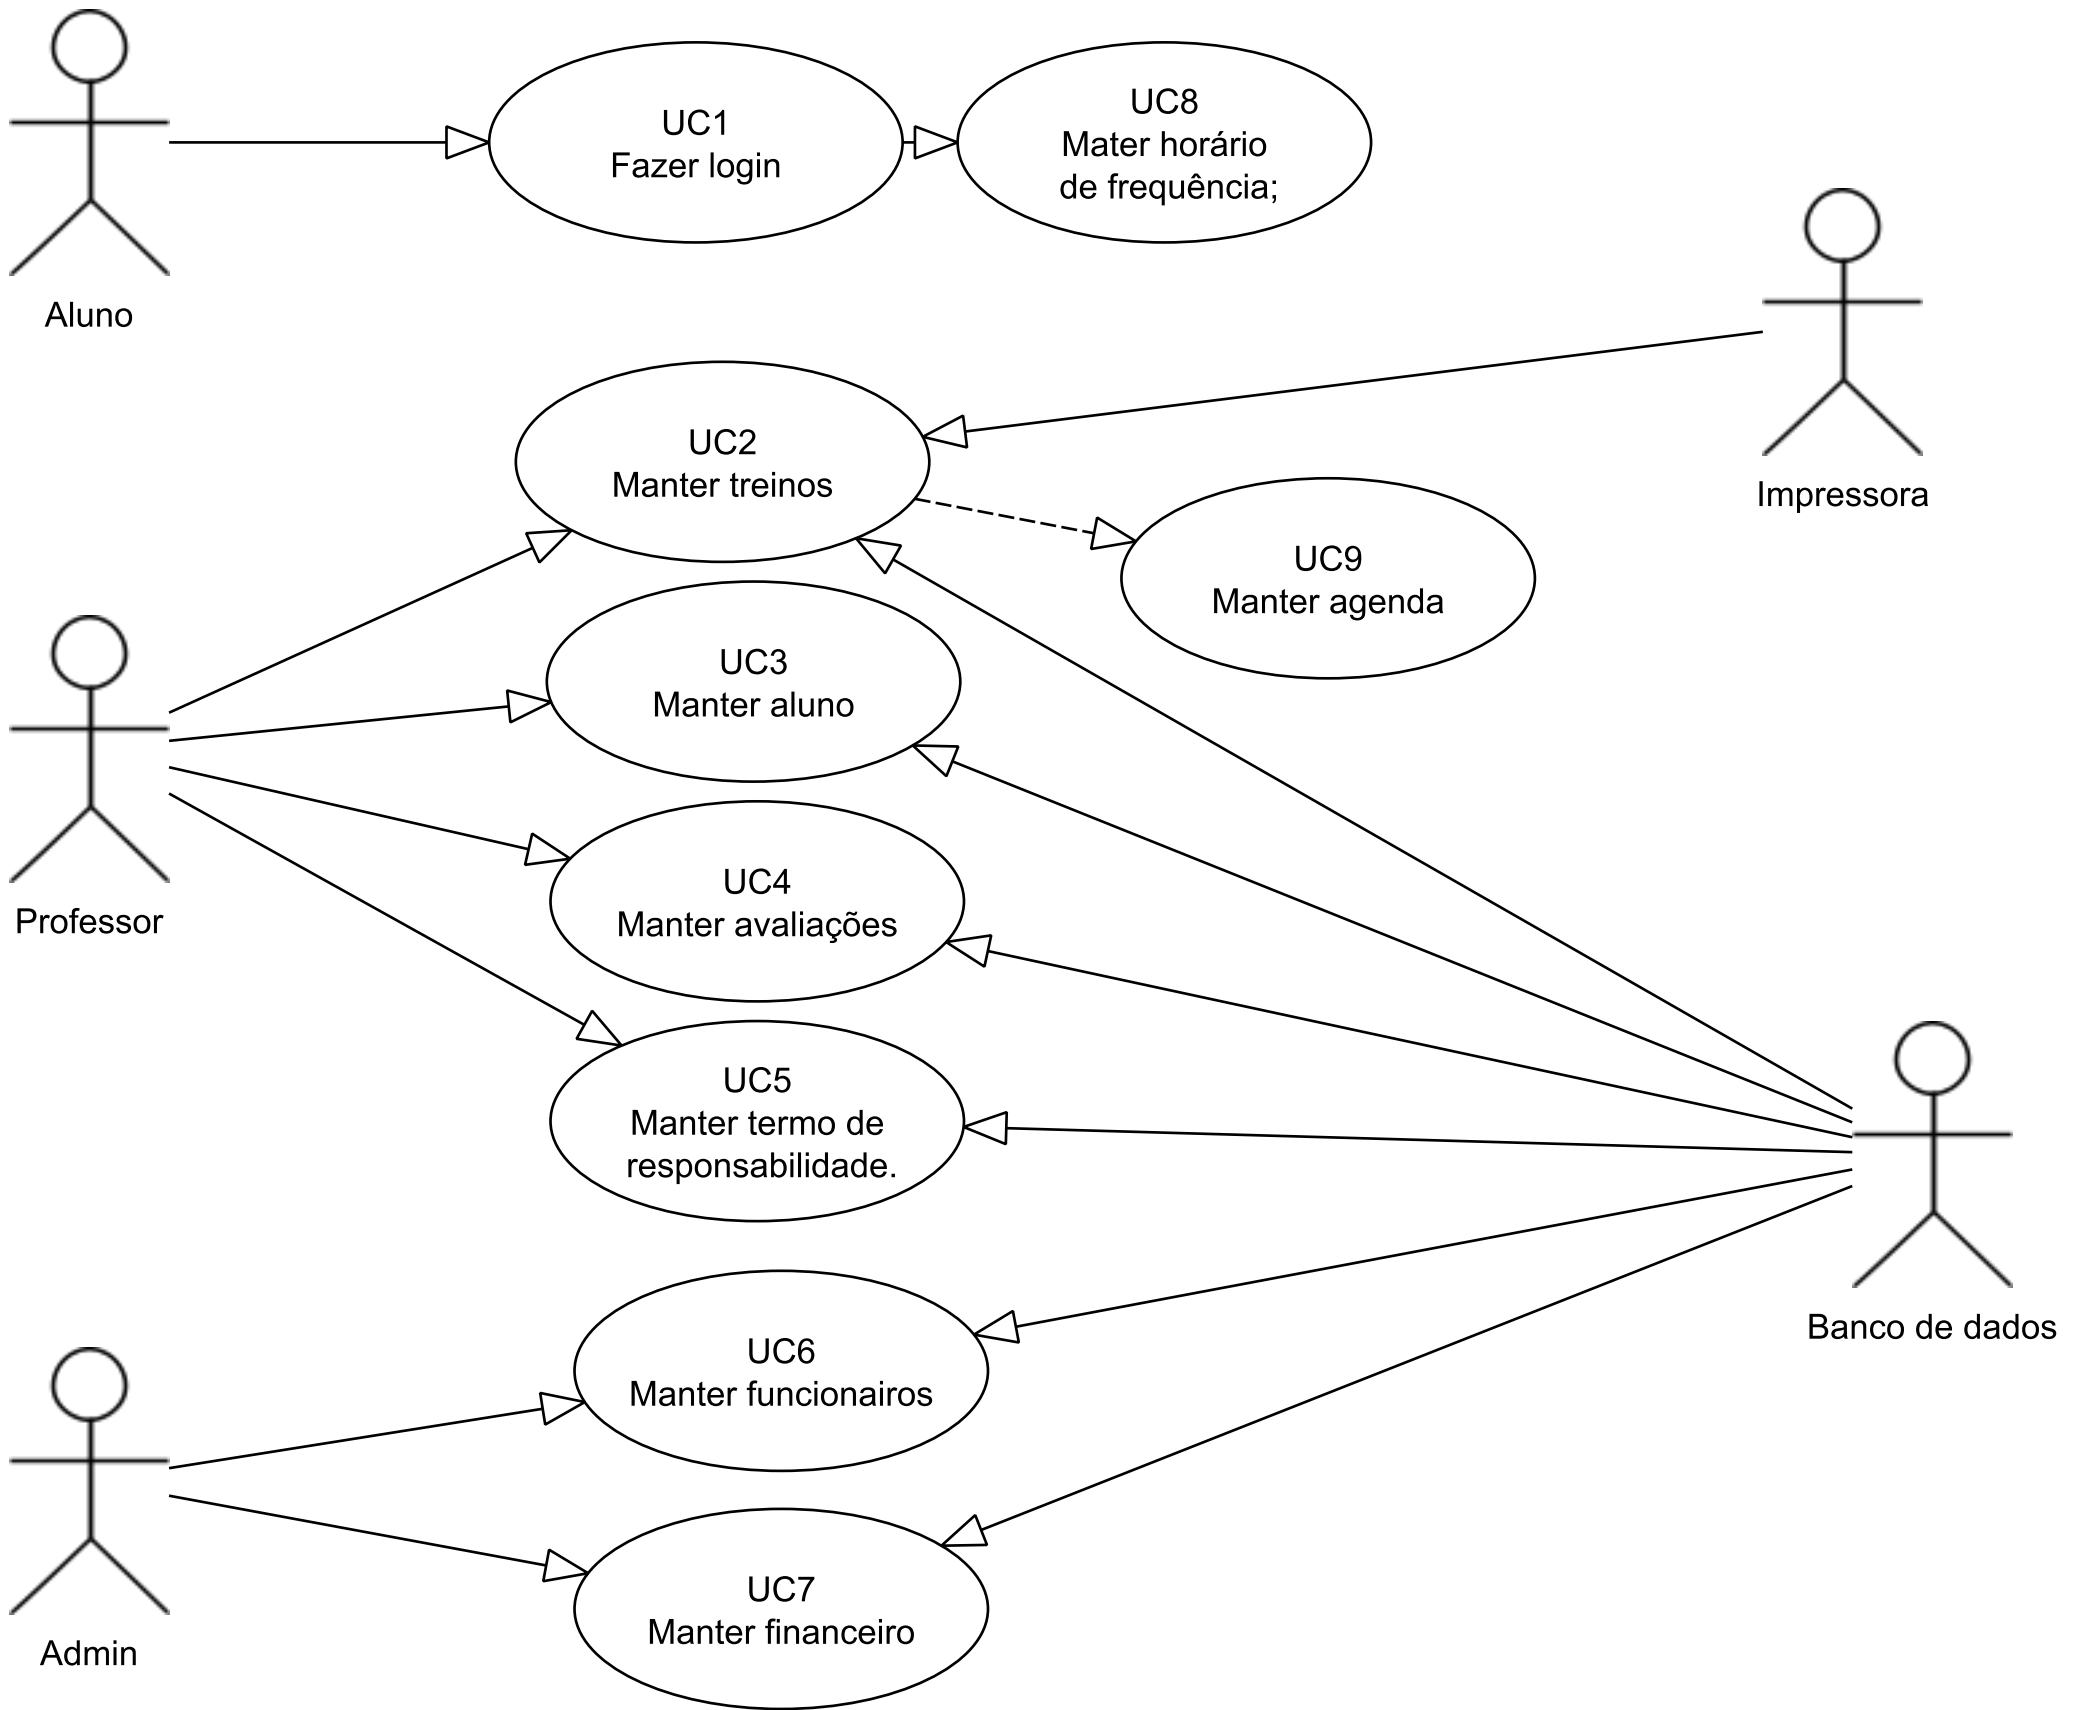 UC1
Fazer login
UC8
Mater horário
de frequência;
Aluno
UC2
Manter treinos
Impressora
UC9
Manter agenda
UC3
Manter aluno
Professor
UC4
Manter avaliações
UC5
Manter termo de
responsabilidade.
Banco de dados
UC6
Manter funcionairos
UC7
Manter financeiro
Admin